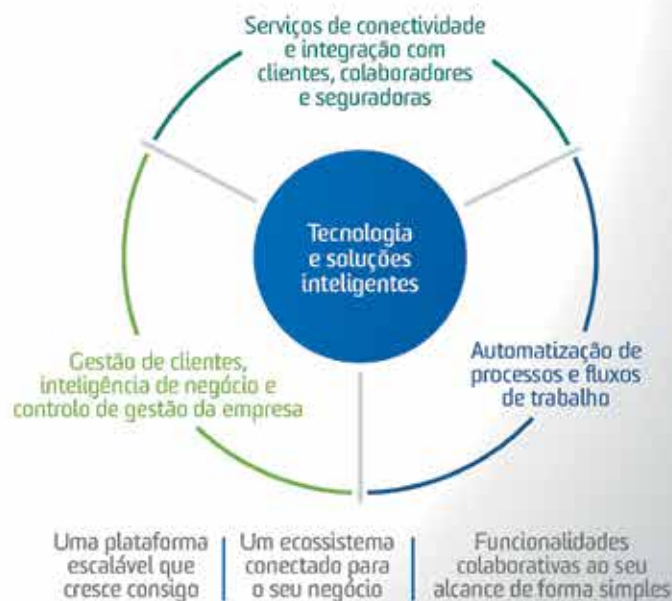 Serviços de conectividade
e integração com
clientes, colaboradores
e seguradoras
Tecnologia
e soluções
inteligentes
Gestão de clientes,
inteligência de negócio e
controlo de gestão da empresa
Automatização de
processos e fluxos
de trabalho
Uma plataforma
escalável que
cresce consigo
Um ecossistema
conectado para
o seu negócio
Funcionalidades
colaborativas ao seu
alcance de forma simples